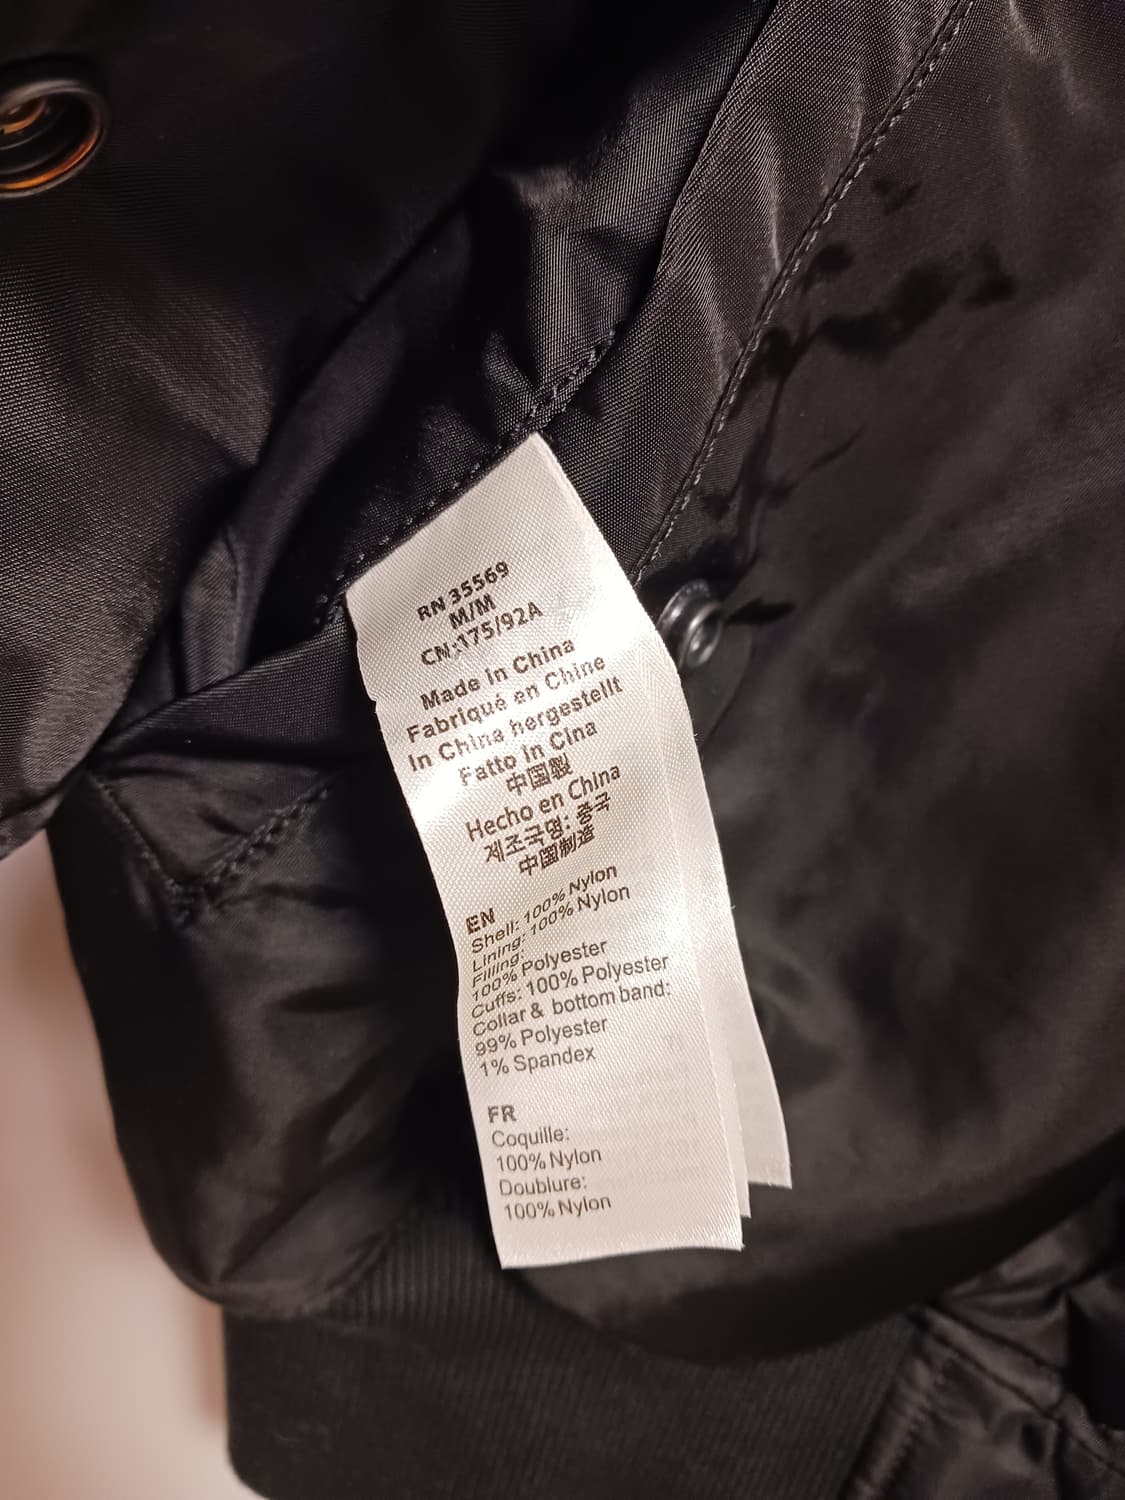 RN 35569
M/M
CN:175/92A
Made in China
Fabriqué en Chine
In China hergestellt
Fatto in Cina
中国製
Hecho en China
제조국명: 중국
中国制造
EN
Shell: 100% Nylon
Lining: 100% Nylon
Filling:
100% Polyester
Cuffs: 100% Polyester
Collar & bottom band:
99% Polyester
1% Spandex
FR
Coquille:
100% Nylon
Doublure:
100% Nylon